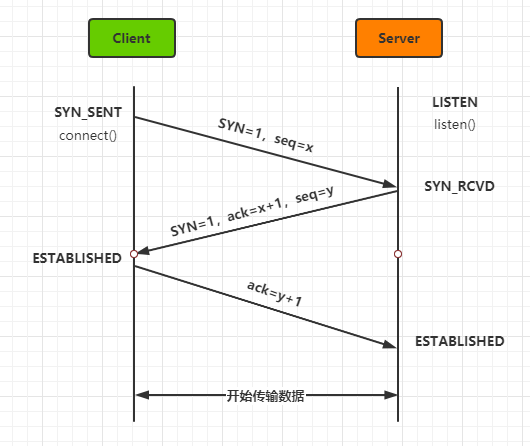 Client
Server
SYN_SENT
connect()
LISTEN
listen()
SYN=1，seq=x
SYN_RCVD
SYN=1，ack=x+1，seq=y
ESTABLISHED
ack=y+1
ESTABLISHED
开始传输数据